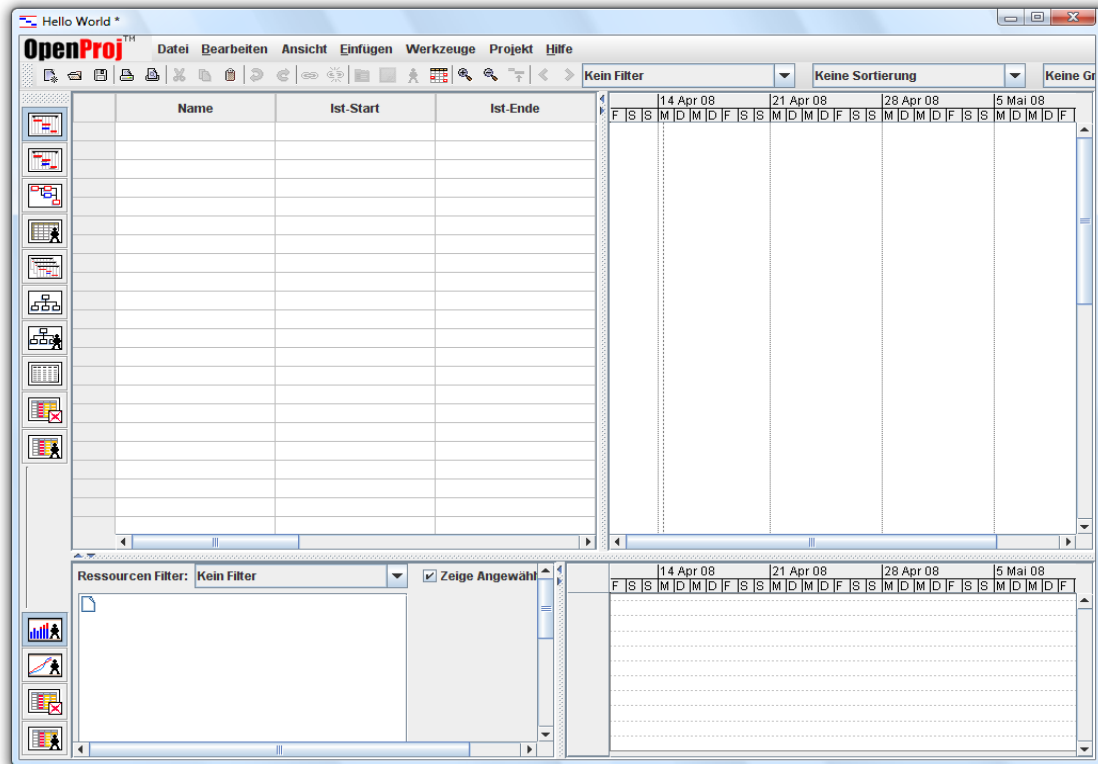 Hello World *
OpenProj™ Datei Bearbeiten Ansicht Einfügen Werkzeuge Projekt Hilfe
Kein Filter Keine Sortierung Keine Gr
Name Ist-Start Ist-Ende
14 Apr 08 21 Apr 08 28 Apr 08 5 Mai 08
F S S M D M D F S S M D M D F S S M D M D F S S M D M D F
Ressourcen Filter: Kein Filter Zeige Angewählt
14 Apr 08 21 Apr 08 28 Apr 08 5 Mai 08
F S S M D M D F S S M D M D F S S M D M D F S S M D M D F